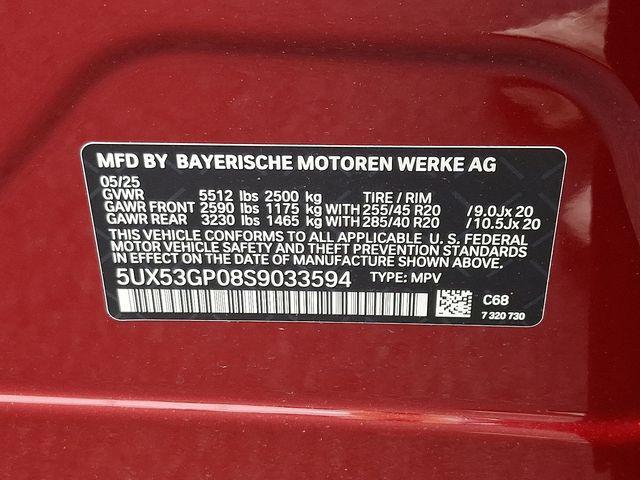 MFD BY BAYERISCHE MOTOREN WERKE AG
05/25
GVWR 5512 lbs 2500 kg TIRE / RIM
GAWR FRONT 2590 lbs 1175 kg WITH 255/45 R20 / 9.0Jx 20
GAWR REAR 3230 lbs 1465 kg WITH 285/40 R20 / 10.5Jx 20
THIS VEHICLE CONFORMS TO ALL APPLICABLE U.S. FEDERAL
MOTOR VEHICLE SAFETY AND THEFT PREVENTION STANDARDS
IN EFFECT ON THE DATE OF MANUFACTURE SHOWN ABOVE.
5UX53GP08S9033594 TYPE: MPV
C68
7 320 730